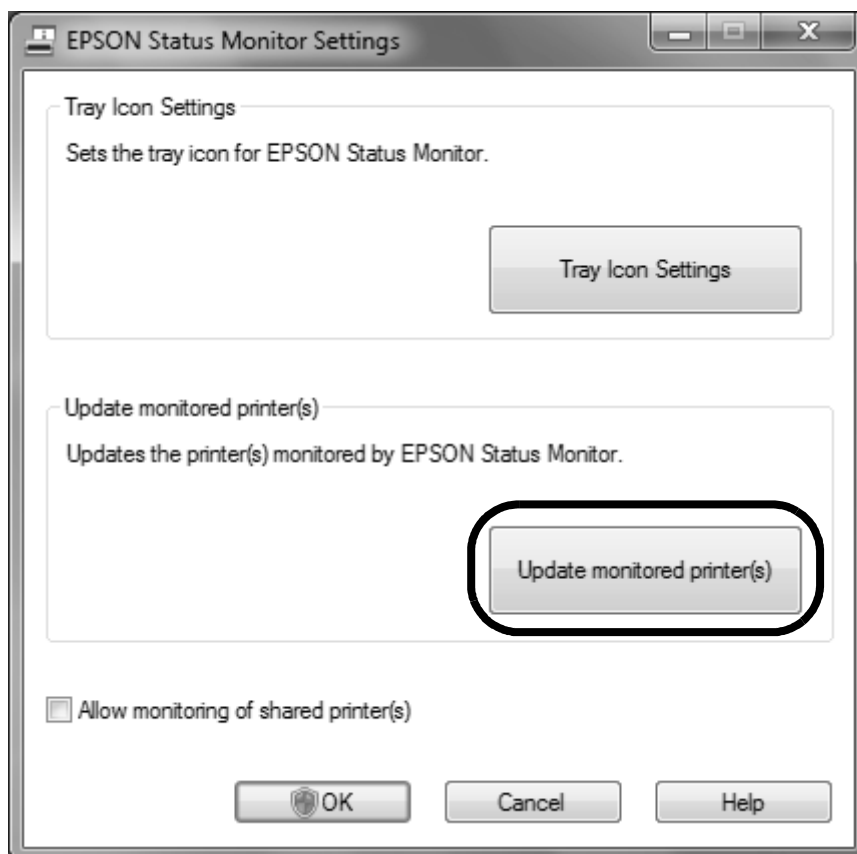 EPSON Status Monitor Settings
Tray Icon Settings
Sets the tray icon for EPSON Status Monitor.
Tray Icon Settings
Update monitored printer(s)
Updates the printer(s) monitored by EPSON Status Monitor.
Update monitored printer(s)
Allow monitoring of shared printer(s)
OK
Cancel
Help